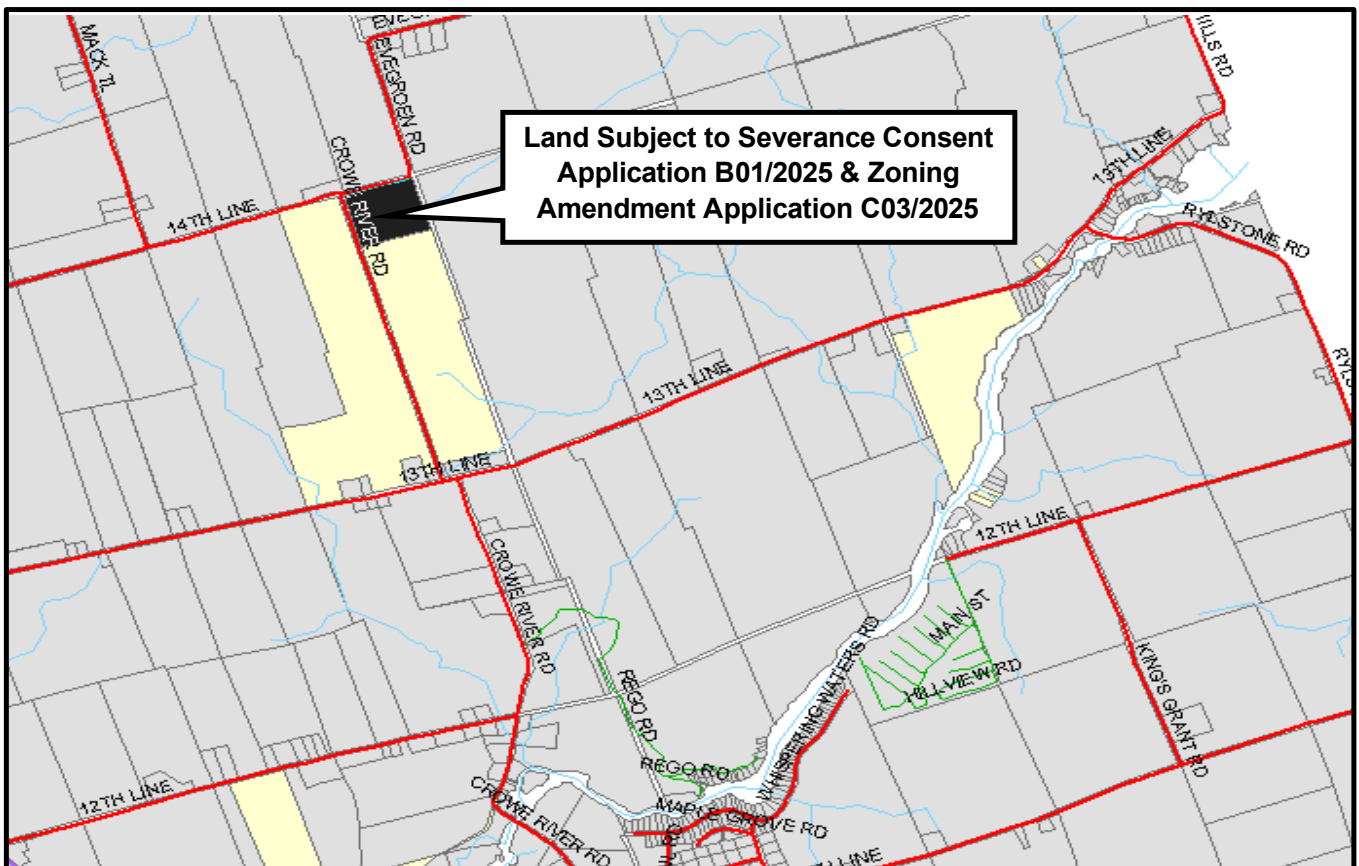 MACK TL
EVEGROEN RD
ILLS RD
Land Subject to Severance Consent
Application B01/2025 & Zoning
Amendment Application C03/2025
13TH LINE
CROWE RIVER RD
14TH LINE
RYLSTONE RD
13TH LINE
13TH LINE
12TH LINE
CROWE RIVER RD
MAIN ST
WHISPERING WATERS RD
HILLVIEW RD
KING'S GRANT RD
REGO RD
REGO RD
12TH LINE
MAPLE GROVE RD
CROWE RIVER RD
LINE